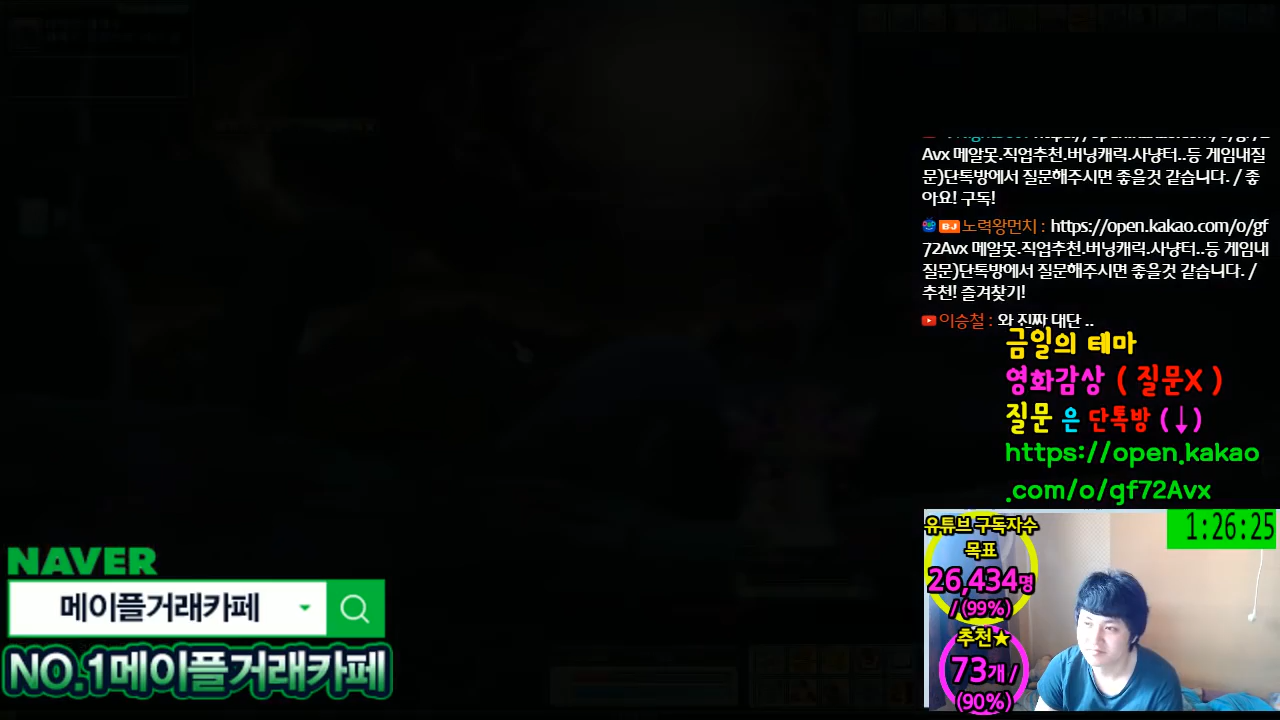 Avx 메알못.직업추천.버닝캐릭.사냥터..등 게임내질
문)단톡방에서 질문해주시면 좋을것 같습니다. / 좋
아요! 구독!
BJ 노력왕먼치 : https://open.kakao.com/o/gf
72Avx 메알못.직업추천.버닝캐릭.사냥터..등 게임내
질문)단톡방에서 질문해주시면 좋을것 같습니다. /
추천! 즐겨찾기!
이승철 : 와 진짜 대단 ..
금일의 테마
영화감상 ( 질문X )
질문 은 단톡방 (↓)
https://open.kakao
.com/o/gf72Avx
1:26:25
유튜브 구독자수
목표
26,434명
/ (99%)
추천★
73개 /
(90%)
NAVER
메이플거래카페
NO.1메이플거래카페